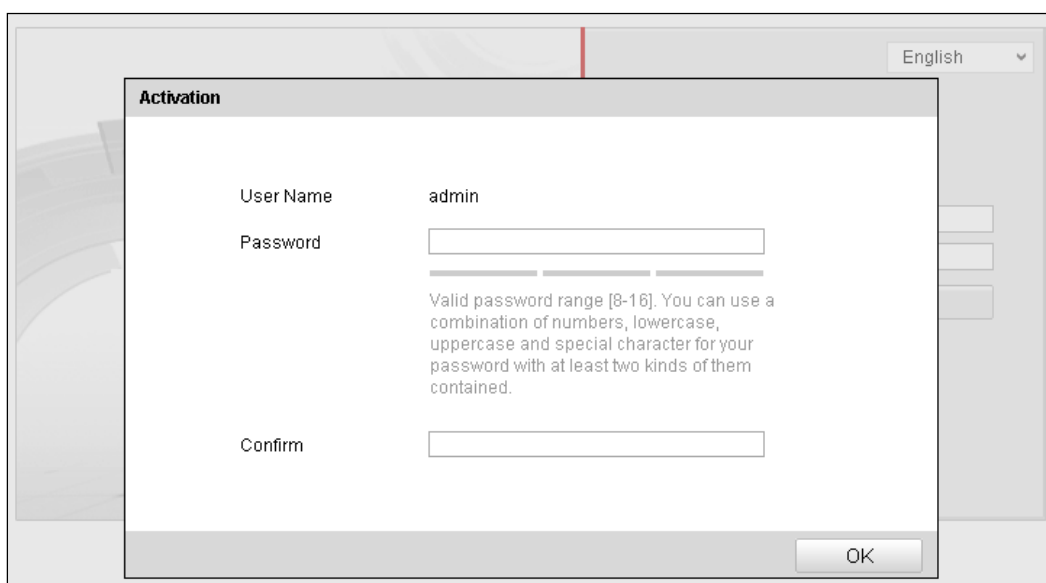 English
Activation
User Name admin
Password
Valid password range [8-16]. You can use a
combination of numbers, lowercase,
uppercase and special character for your
password with at least two kinds of them
contained.
Confirm
OK